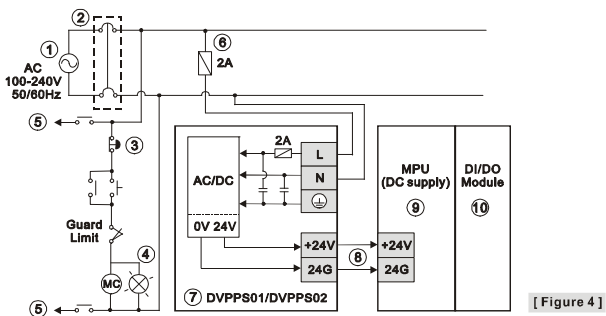 ②
①
⑥
2A
AC
100-240V
50/60Hz
⑤
③
2A
L
AC/DC
N
MPU
(DC supply)
DI/DO
Module
⑨
⑩
Guard
Limit
0V 24V
④
+24V
24G
⑧
+24V
24G
MC
⑦ DVPPS01/DVPPS02
⑤
[ Figure 4 ]